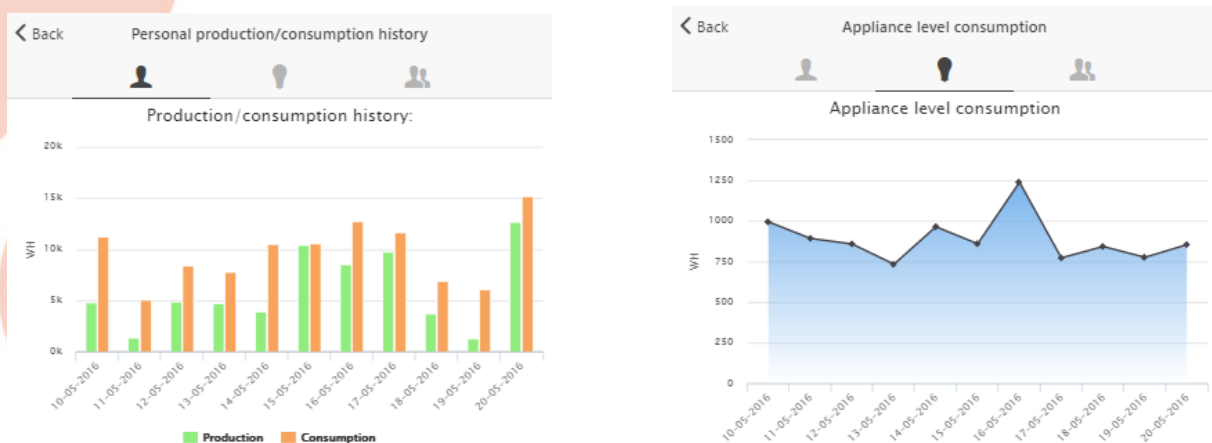 Back Personal production/consumption history
Production/consumption history:
20k
15k
10k
5k
0k
WH
10-05-2016 11-05-2016 12-05-2016 13-05-2016 14-05-2016 15-05-2016 16-05-2016 17-05-2016 18-05-2016 19-05-2016 20-05-2016
Production Consumption
Back Appliance level consumption
Appliance level consumption
1500
1250
1000
750
500
250
0
WH
10-05-2016 11-05-2016 12-05-2016 13-05-2016 14-05-2016 15-05-2016 16-05-2016 17-05-2016 18-05-2016 19-05-2016 20-05-2016